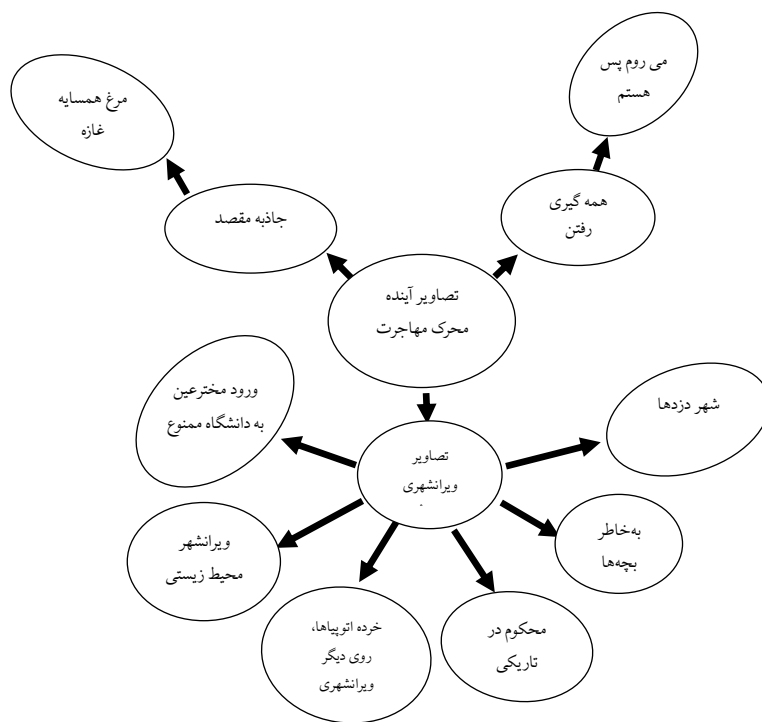 می روم پس
هستم
مرغ همسایه
غازه
همه گیری
رفتن
جاذبه مقصد
تصاویر آینده
محرک مهاجرت
شهر دزدها
ورود مخترعین
به دانشگاه ممنوع
تصاویر
ویرانشهری
به‌خاطر
بچه‌ها
ویرانشهر
محیط زیستی
محکوم در
تاریکی
خرده اتوپیاها،
روی دیگر
ویرانشهری